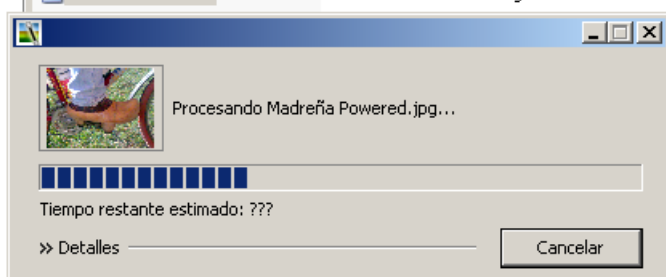 Procesando Madreña Powered.jpg...
Tiempo restante estimado: ???
>> Detalles
Cancelar